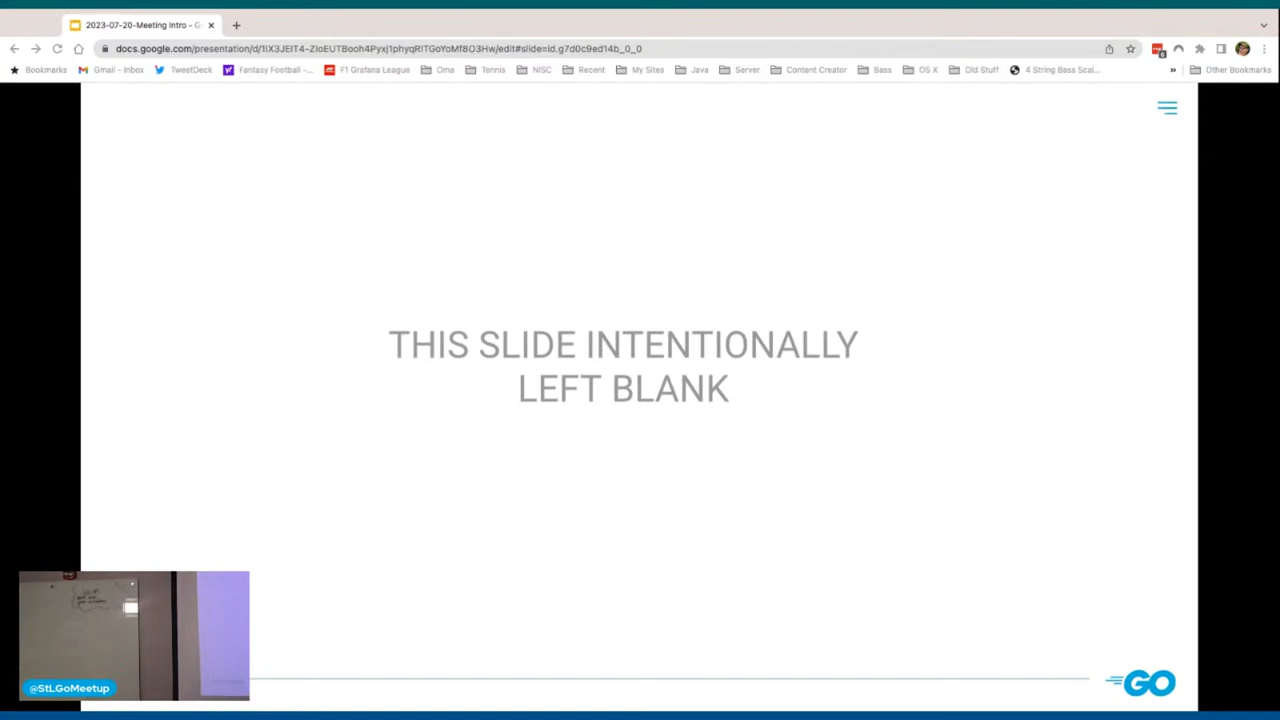 2023-07-20-Meeting Intro - G
docs.google.com/presentation/d/1iX3JEIT4-ZIoEUTBooh4Pyxj1phyqRITGoYoMf8O3Hw/edit#slide=id.g7d0c9ed14b_0_0
Bookmarks
Gmail - Inbox
TweetDeck
Fantasy Football -...
F1 Grafana League
Oma
Tennis
NISC
Recent
My Sites
Java
Server
Content Creator
Bass
OS X
Old Stuff
4 String Bass Scal...
»
Other Bookmarks
THIS SLIDE INTENTIONALLY
LEFT BLANK
@StLGoMeetup
GO